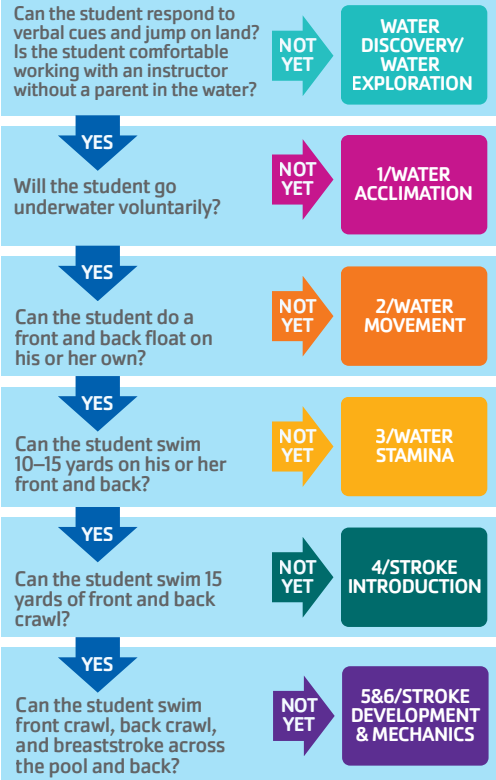 Can the student respond to
verbal cues and jump on land?
Is the student comfortable
working with an instructor
without a parent in the water?
NOT
YET
WATER
DISCOVERY/
WATER
EXPLORATION
YES
Will the student go
underwater voluntarily?
NOT
YET
1/WATER
ACCLIMATION
YES
Can the student do a
front and back float on
his or her own?
NOT
YET
2/WATER
MOVEMENT
YES
Can the student swim
10–15 yards on his or her
front and back?
NOT
YET
3/WATER
STAMINA
YES
Can the student swim 15
yards of front and back
crawl?
NOT
YET
4/STROKE
INTRODUCTION
YES
Can the student swim
front crawl, back crawl,
and breaststroke across
the pool and back?
NOT
YET
5&6/STROKE
DEVELOPMENT
& MECHANICS